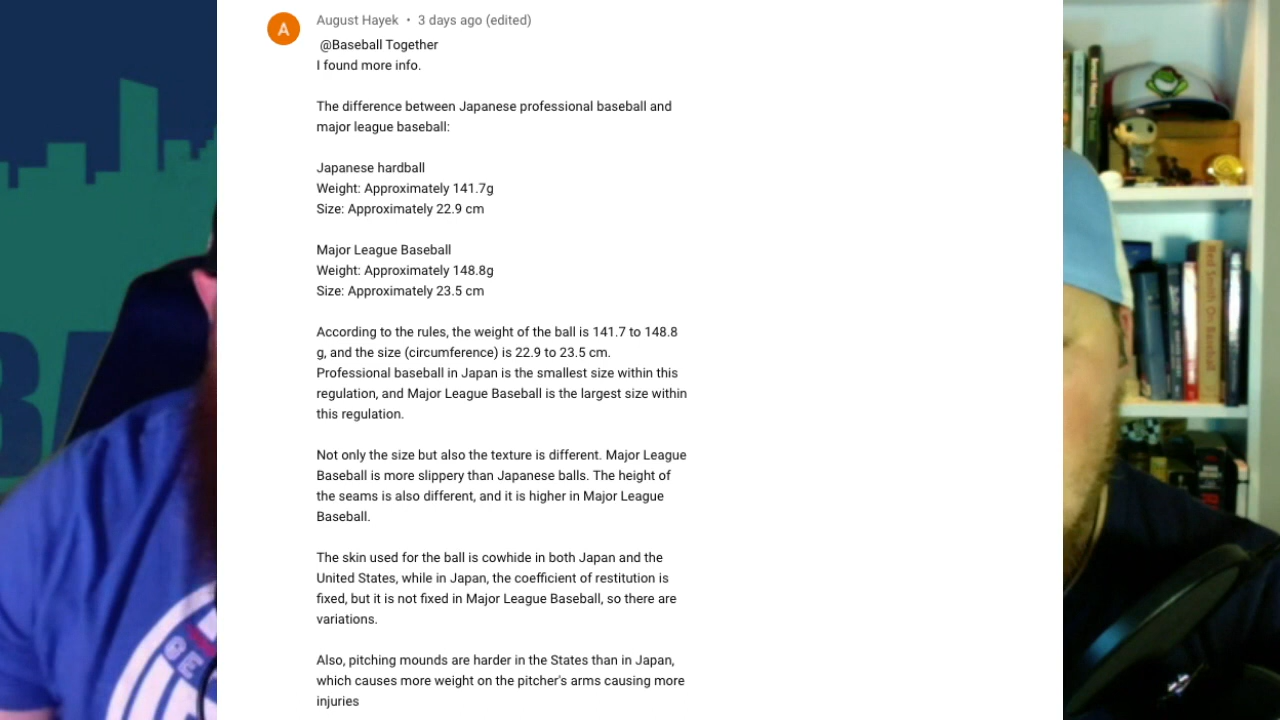 A
August Hayek • 3 days ago (edited)
@Baseball Together
I found more info.
The difference between Japanese professional baseball and
major league baseball:
Japanese hardball
Weight: Approximately 141.7g
Size: Approximately 22.9 cm
Major League Baseball
Weight: Approximately 148.8g
Size: Approximately 23.5 cm
According to the rules, the weight of the ball is 141.7 to 148.8
g, and the size (circumference) is 22.9 to 23.5 cm.
Professional baseball in Japan is the smallest size within this
regulation, and Major League Baseball is the largest size within
this regulation.
Not only the size but also the texture is different. Major League
Baseball is more slippery than Japanese balls. The height of
the seams is also different, and it is higher in Major League
Baseball.
The skin used for the ball is cowhide in both Japan and the
United States, while in Japan, the coefficient of restitution is
fixed, but it is not fixed in Major League Baseball, so there are
variations.
Also, pitching mounds are harder in the States than in Japan,
which causes more weight on the pitcher's arms causing more
injuries
BA
GE
Red Smith On Baseball